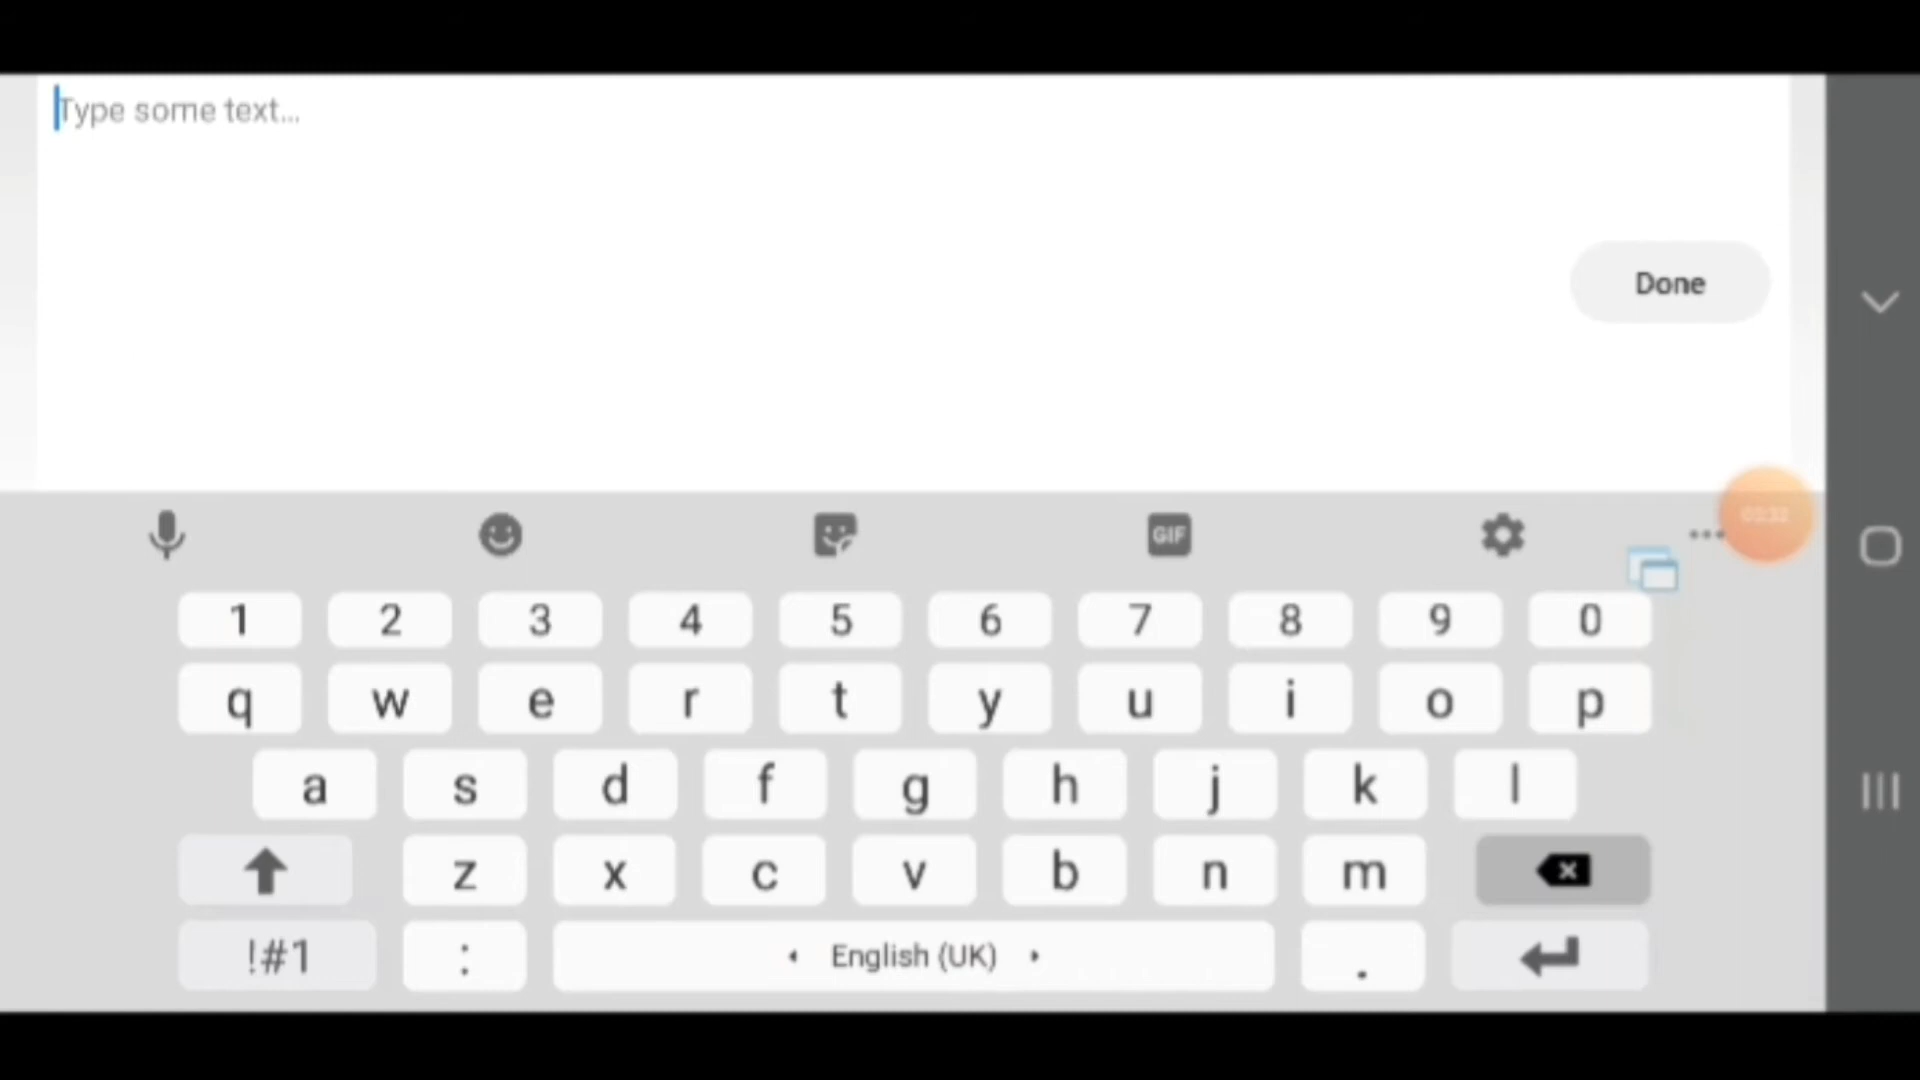 Type some text...
Done
GIF
1 2 3 4 5 6 7 8 9 0
q w e r t y u i o p
a s d f g h j k l
z x c v b n m
!#1 : English (UK) .